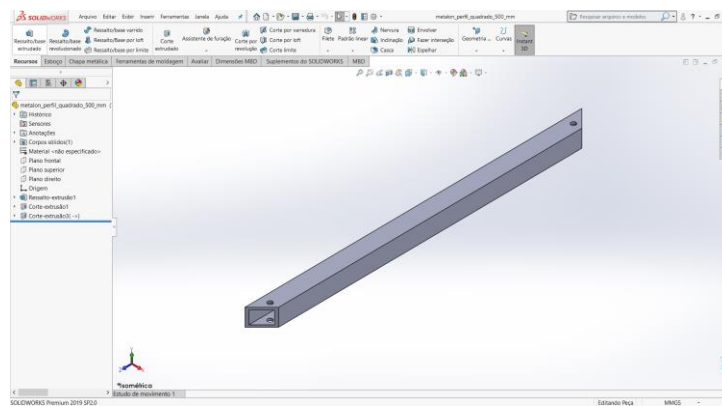 SOLIDWORKS Arquivo Editar Exibir Inserir Ferramentas Janela Ajuda metalon_perfil_quadrado_500_mm Pesquisar arquivos e modelos
Ressalto/base extrudado
Ressalto/base revolucionado
Ressalto/base varrido
Ressalto/base por loft
Ressalto/base por limite
Corte extrudado
Assistente de furação
Corte por revolução
Corte por varredura
Corte por loft
Corte limite
Filete
Padrão linear
Nervura
Inclinação
Casca
Envolver
Fazer interseção
Espelhar
Geometria ...
Curvas
Instant 3D
Recursos Esboço Chapa metálica Ferramentas de moldagem Avaliar Dimensões MBD Suplementos do SOLIDWORKS MBD
metalon_perfil_quadrado_500_mm (
Histórico
Sensores
Anotações
Corpos sólidos(1)
Material <não especificado>
Plano frontal
Plano superior
Plano direito
Origem
Ressalto-extrusão1
Corte-extrusão1
*Isométrica
Estudo de movimento 1
SOLIDWORKS Premium 2019 SP2.0 Editando Peça MMGS